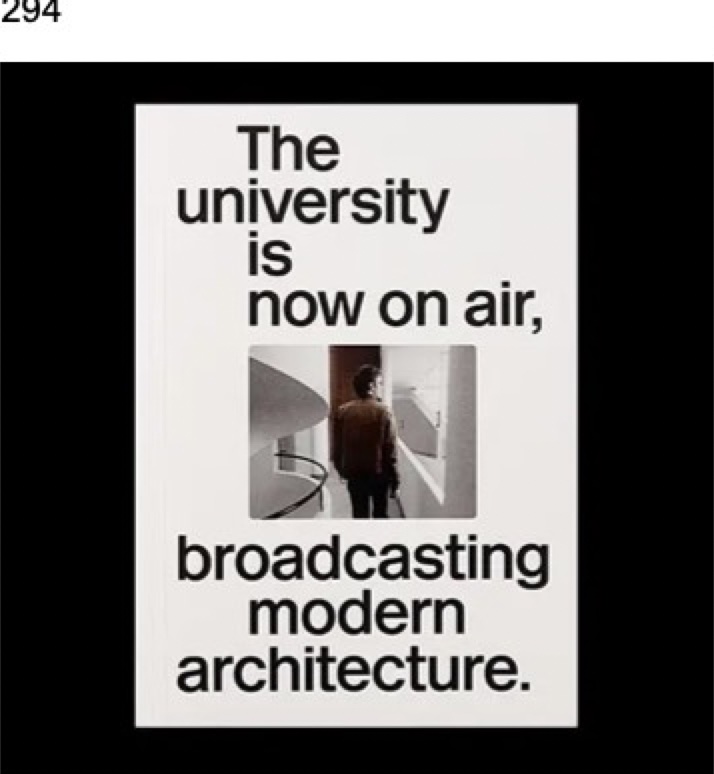 294
The
university
is
now on air,
broadcasting
modern
architecture.